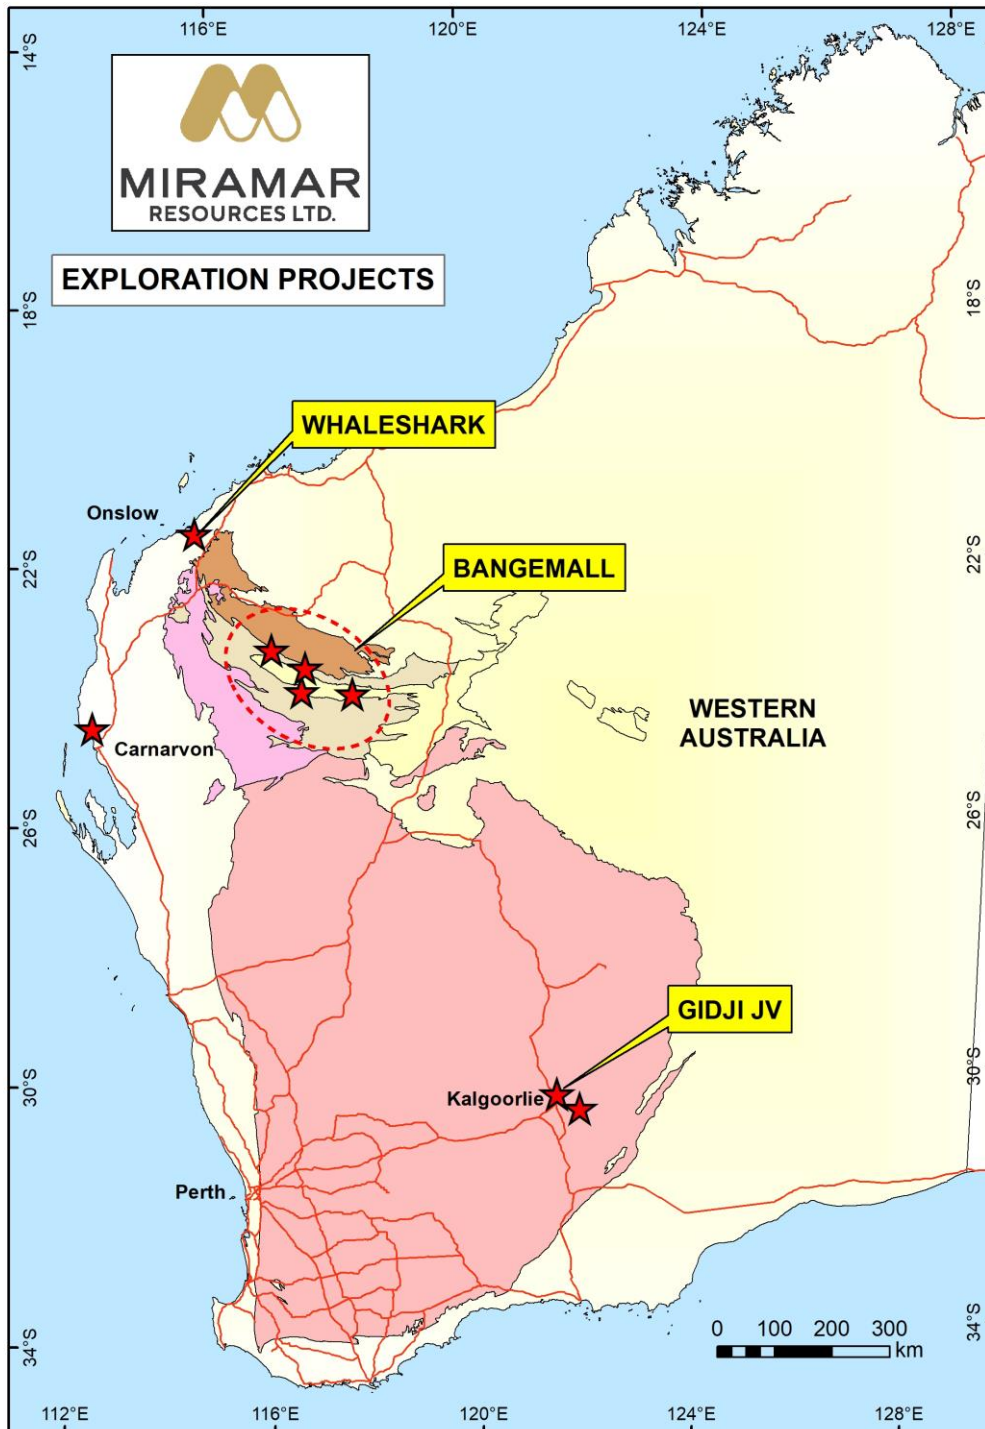 116°E
120°E
124°E
128°E
14°S
MIRAMAR
RESOURCES LTD.
EXPLORATION PROJECTS
18°S
18°S
WHALESHARK
Onslow
22°S
22°S
BANGEMALL
WESTERN
AUSTRALIA
Carnarvon
26°S
26°S
GIDJI JV
30°S
30°S
Kalgoorlie
Perth
34°S
34°S
0 100 200 300
km
112°E
116°E
120°E
124°E
128°E